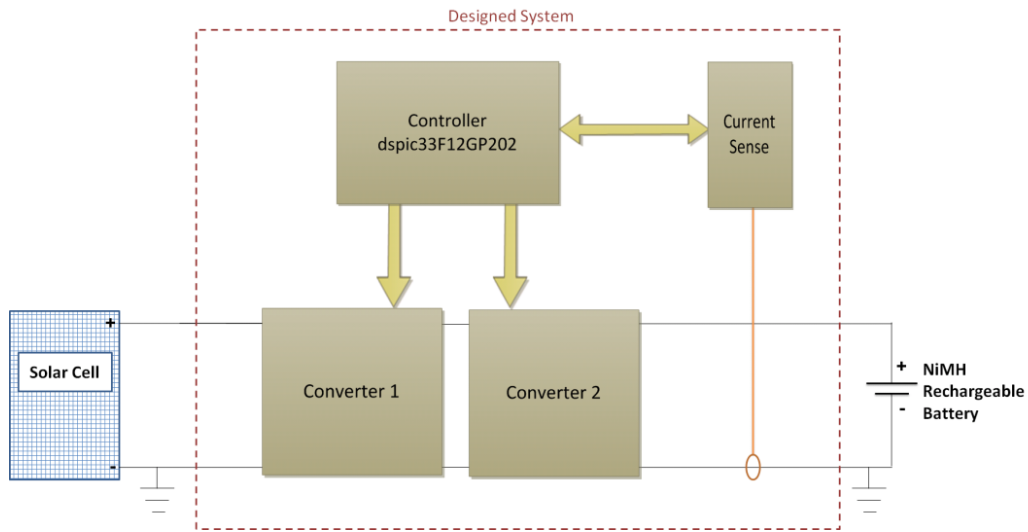 Designed System
Controller
dspic33F12GP202
Current
Sense
+
Solar Cell
-
Converter 1
Converter 2
+
NiMH
Rechargeable
-
Battery